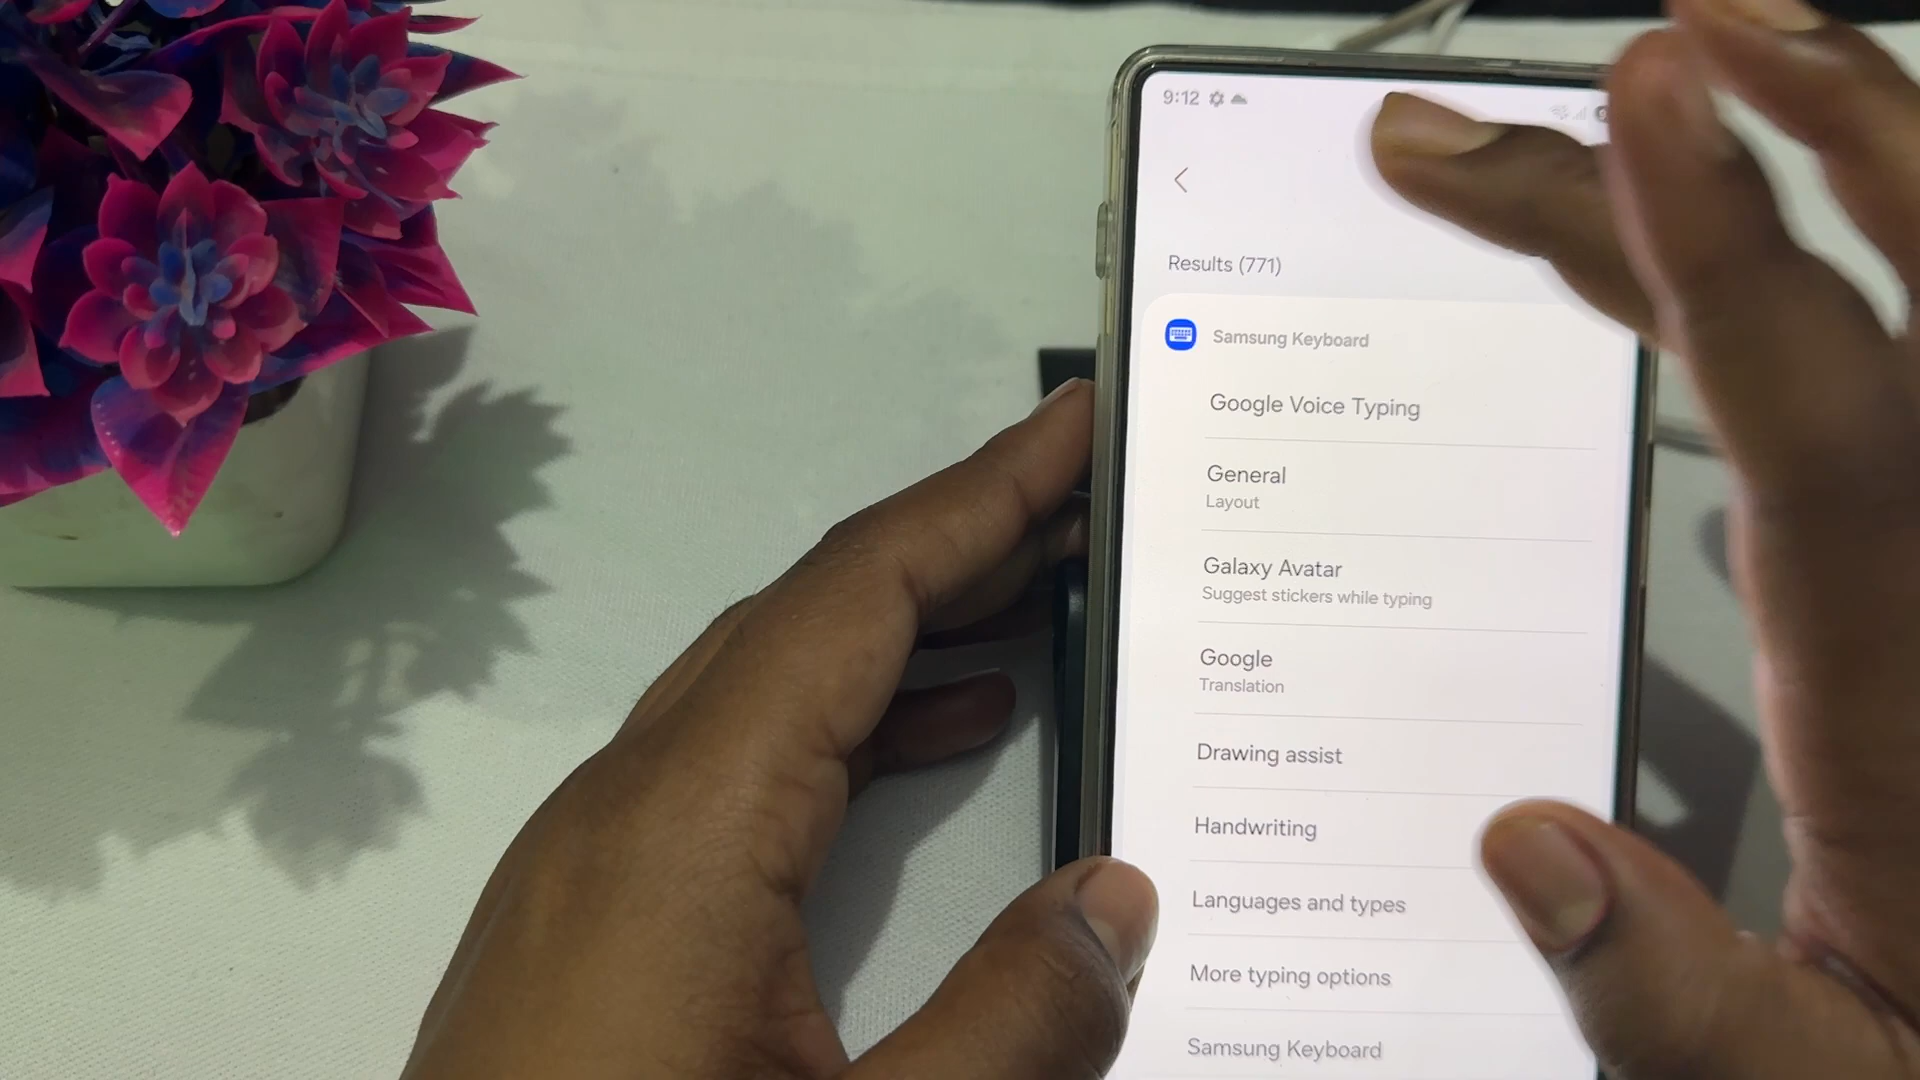 9:12
Results (771)
Samsung Keyboard
Google Voice Typing
General
Layout
Galaxy Avatar
Suggest stickers while typing
Google
Translation
Drawing assist
Handwriting
Languages and types
More typing options
Samsung Keyboard